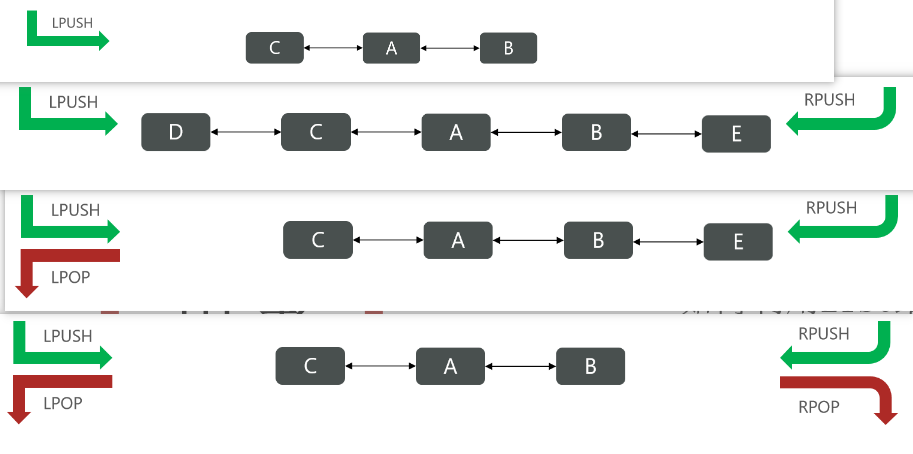 LPUSH
C A B
LPUSH RPUSH
D C A B E
LPUSH RPUSH
C A B E
LPOP
LPUSH RPUSH
C A B
LPOP RPOP